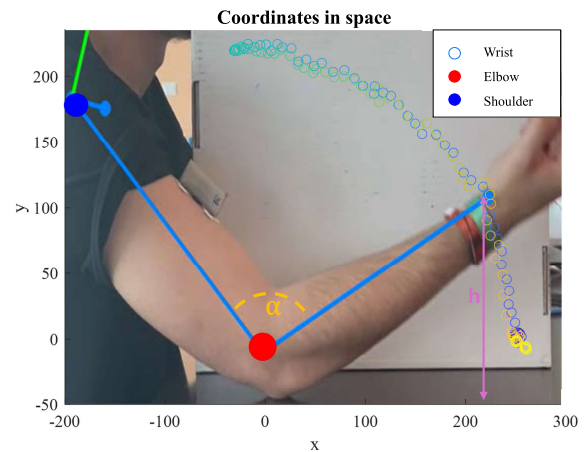 Coordinates in space
Wrist
Elbow
Shoulder
200
150
100
50
0
-50
y
α
h
-200
-100
0
100
200
300
x